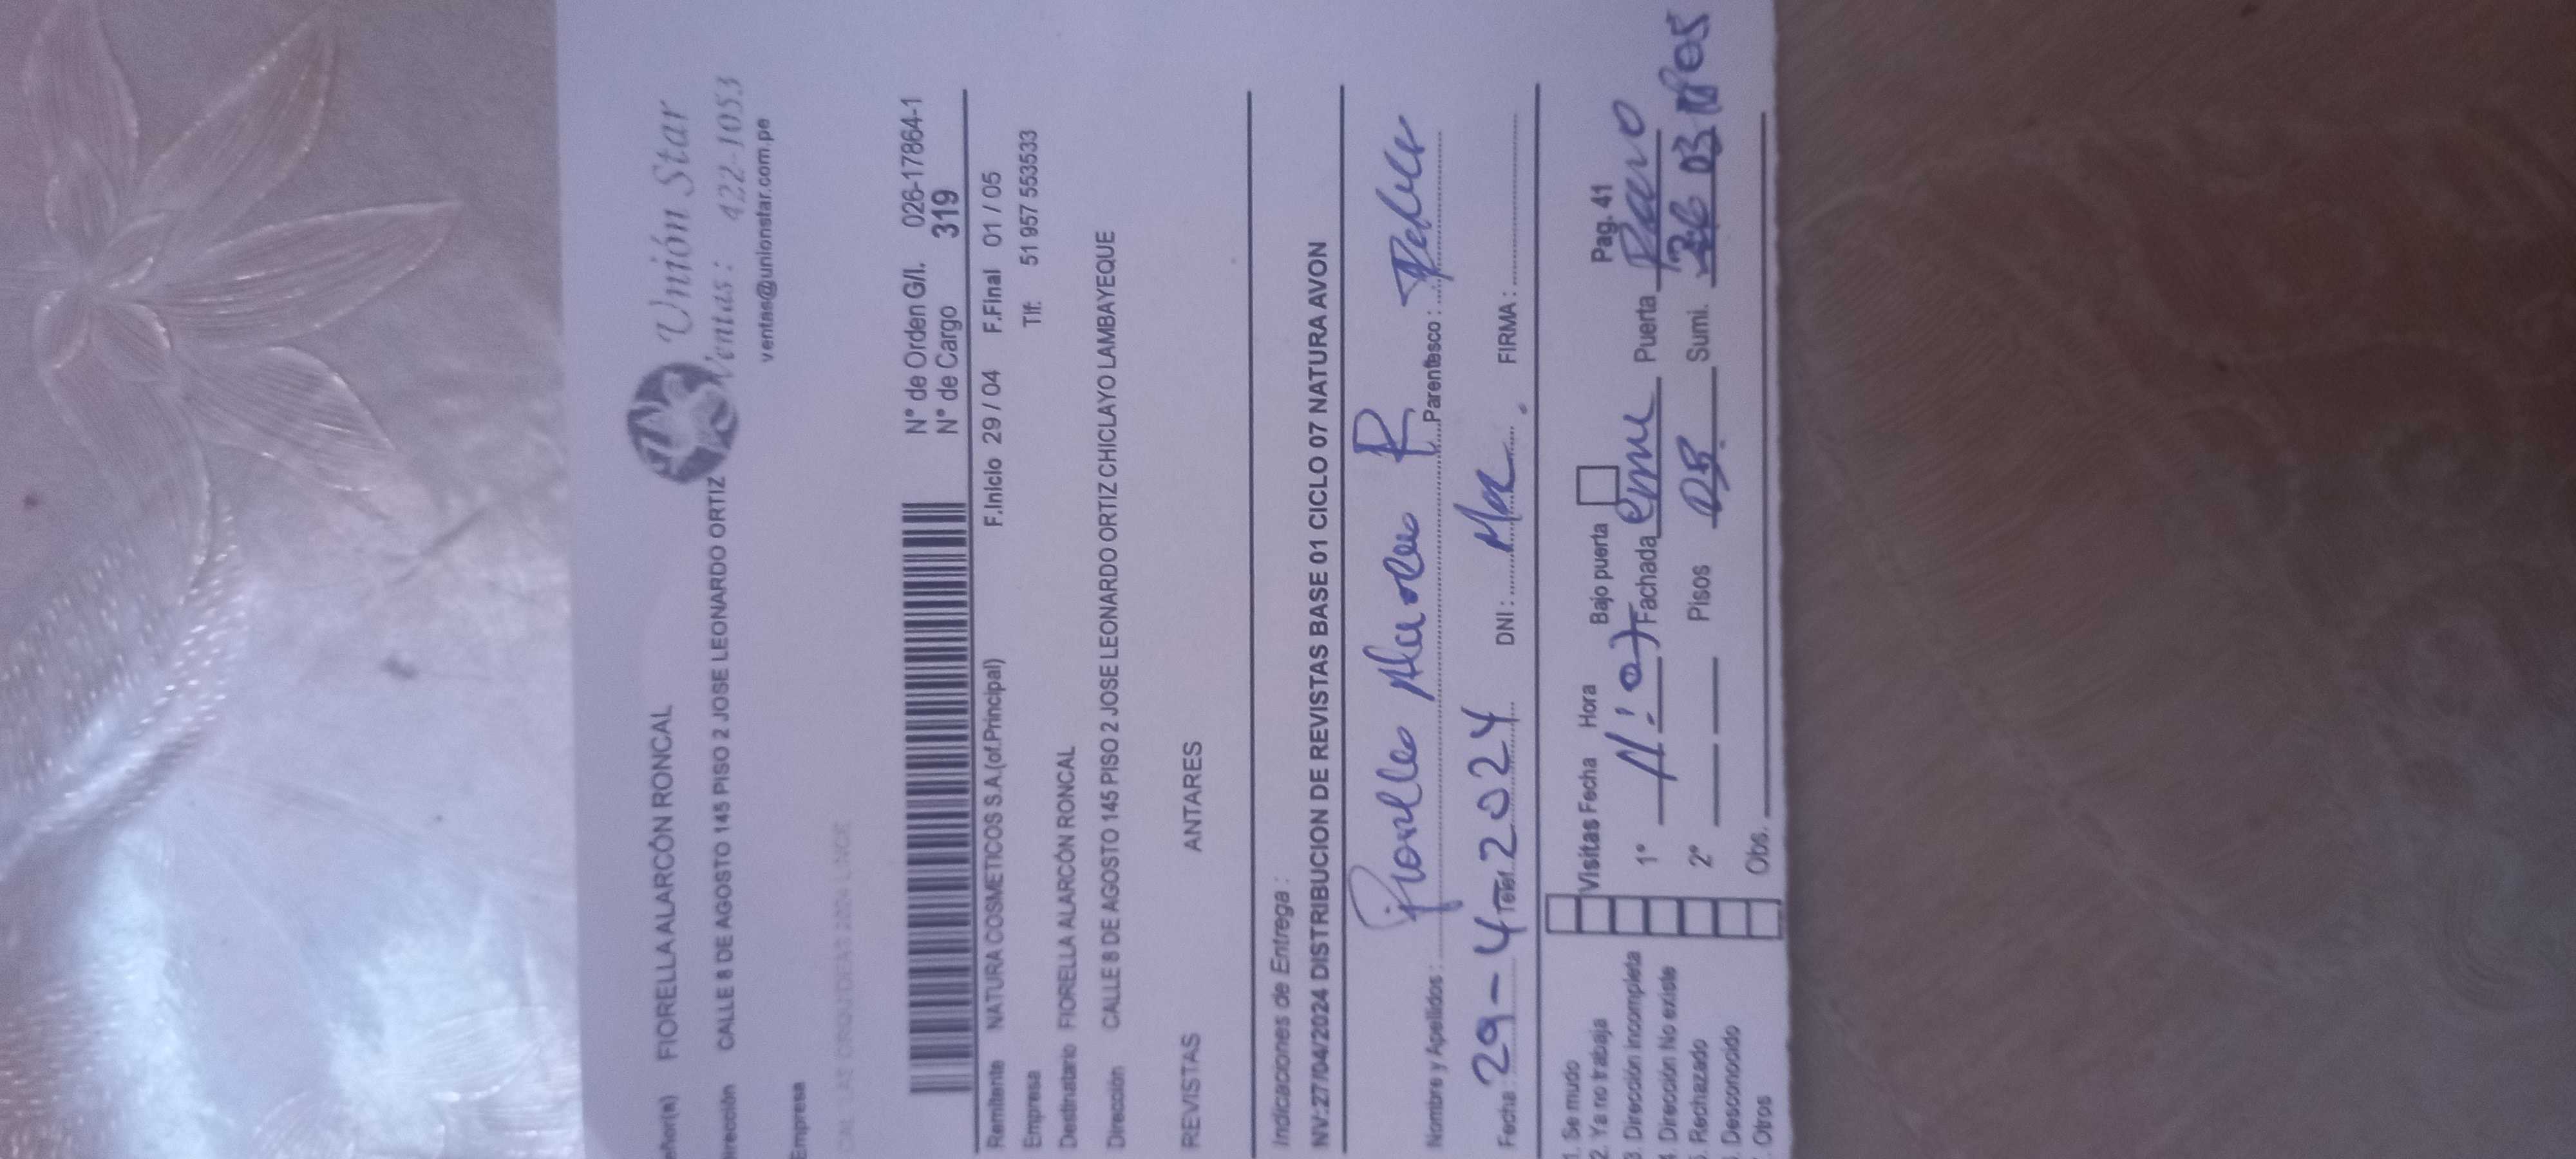 Unión Star
Ventas: 422-1053
ventas@unionstar.com.pe
eñor(a) FIORELLA ALARCÓN RONCAL
irección CALLE 8 DE AGOSTO 145 PISO 2 JOSE LEONARDO ORTIZ
Empresa
N° de Orden G/I. 026-17864-1
N° de Cargo 319
Remitente NATURA COSMETICOS S.A.(of.Principal) F.Inicio 29 / 04 F.Final 01 / 05
Empresa Tlf: 51 957 553533
Destinatario FIORELLA ALARCÓN RONCAL
Dirección CALLE 8 DE AGOSTO 145 PISO 2 JOSE LEONARDO ORTIZ CHICLAYO LAMBAYEQUE
REVISTAS ANTARES
Indicaciones de Entrega :
NV:27/04/2024 DISTRIBUCION DE REVISTAS BASE 01 CICLO 07 NATURA AVON
Nombre y Apellidos : Fiorella Alarcon R Parentesco :
Fecha : 29-4-2024 Telef. DNI : FIRMA :
1. Se mudo
2. Ya no trabaja Visitas Fecha Hora Bajo puerta Pag. 41
3. Dirección incompleta 1° Fachada Puerta
4. Dirección No existe
5. Rechazado 2° Pisos Sumi.
. Desconocido
. Otros Obs.